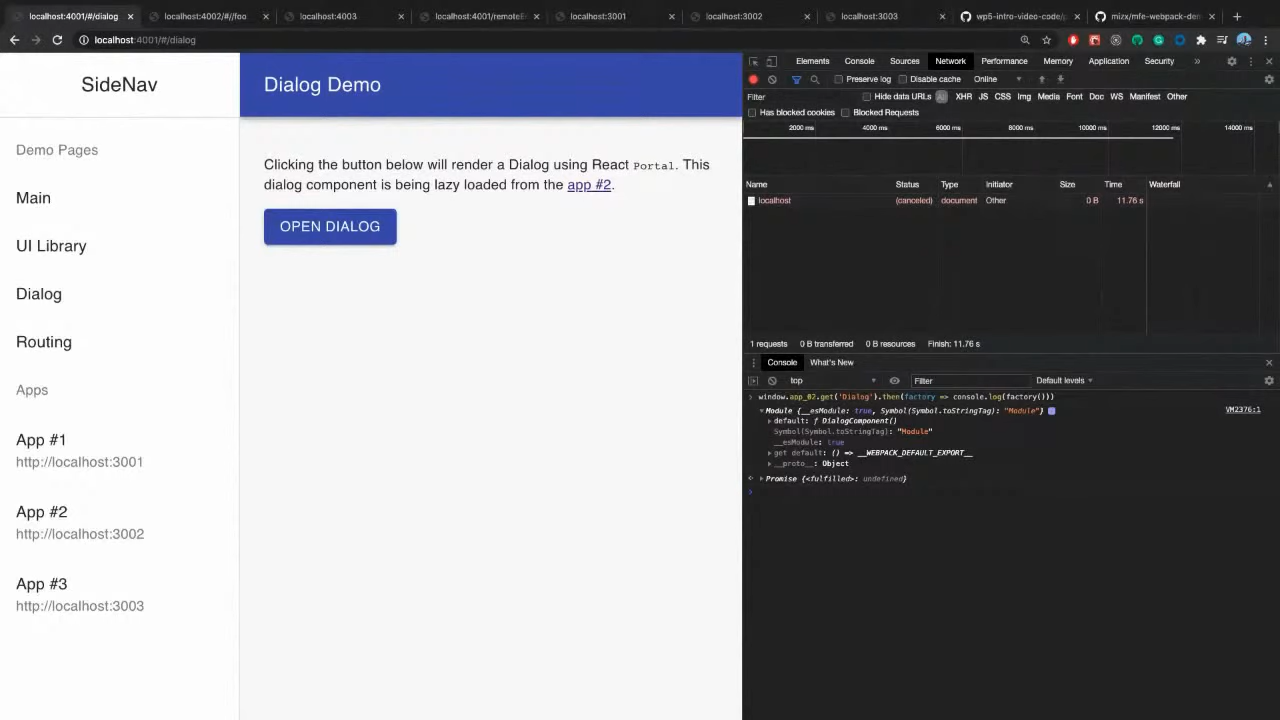 localhost:4001/#/dialog
localhost:4002/#//foo
localhost:4003
localhost:4001/remoteEn
localhost:3001
localhost:3002
localhost:3003
wp5-intro-video-code/
mizx/mfe-webpack-dem
localhost:4001/#/dialog
SideNav
Demo Pages
Main
UI Library
Dialog
Routing
Apps
App #1
http://localhost:3001
App #2
http://localhost:3002
App #3
http://localhost:3003
Dialog Demo
Clicking the button below will render a Dialog using React Portal. This
dialog component is being lazy loaded from the app #2.
OPEN DIALOG
Elements Console Sources Network Performance Memory Application Security
Preserve log Disable cache Online
Filter Hide data URLs All XHR JS CSS Img Media Font Doc WS Manifest Other
Has blocked cookies Blocked Requests
2000 ms 4000 ms 6000 ms 8000 ms 10000 ms 12000 ms 14000 ms
Name Status Type Initiator Size Time Waterfall
localhost (canceled) document Other 0 B 11.76 s
1 requests 0 B transferred 0 B resources Finish: 11.76 s
Console What's New
top Filter Default levels
window.app_02.get('Dialog').then(factory => console.log(factory()))
Module {__esModule: true, Symbol(Symbol.toStringTag): "Module"} VM2376:1
default: ƒ DialogComponent()
Symbol(Symbol.toStringTag): "Module"
__esModule: true
get default: () => __WEBPACK_DEFAULT_EXPORT__
__proto__: Object
Promise {<fulfilled>: undefined}